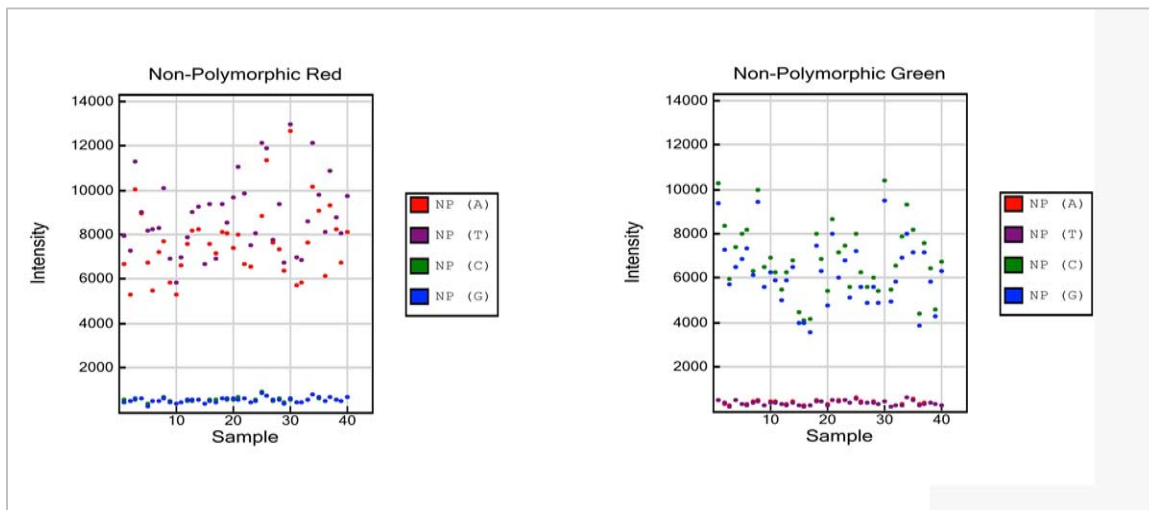 Non-Polymorphic Red
14000
12000
10000
8000
6000
4000
2000
Intensity
10 20 30 40
Sample
NP (A)
NP (T)
NP (C)
NP (G)
Non-Polymorphic Green
14000
12000
10000
8000
6000
4000
2000
Intensity
10 20 30 40
Sample
NP (A)
NP (T)
NP (C)
NP (G)